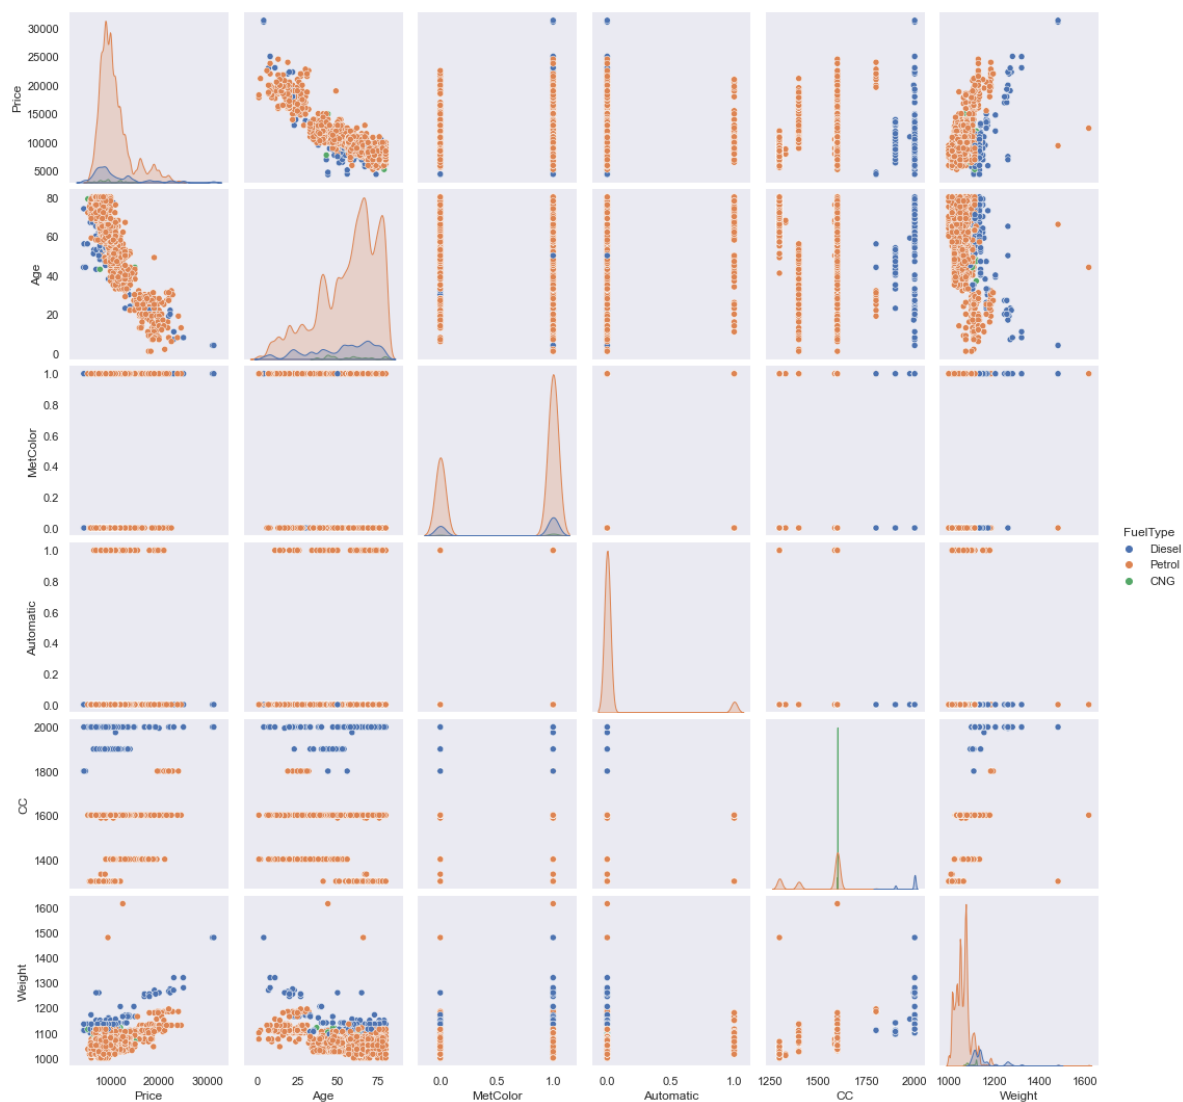 30000
25000
20000
15000
10000
5000
Price
80
60
40
20
0
Age
1.0
0.8
0.6
0.4
0.2
0.0
MetColor
1.0
0.8
0.6
0.4
0.2
0.0
Automatic
FuelType
Diesel
Petrol
CNG
2000
1800
1600
1400
CC
1600
1500
1400
1300
1200
1100
1000
Weight
10000 20000 30000 0 25 50 75 0.0 0.5 1.0 0.0 0.5 1.0 1250 1500 1750 2000 1000 1200 1400 1600
Price Age MetColor Automatic CC Weight